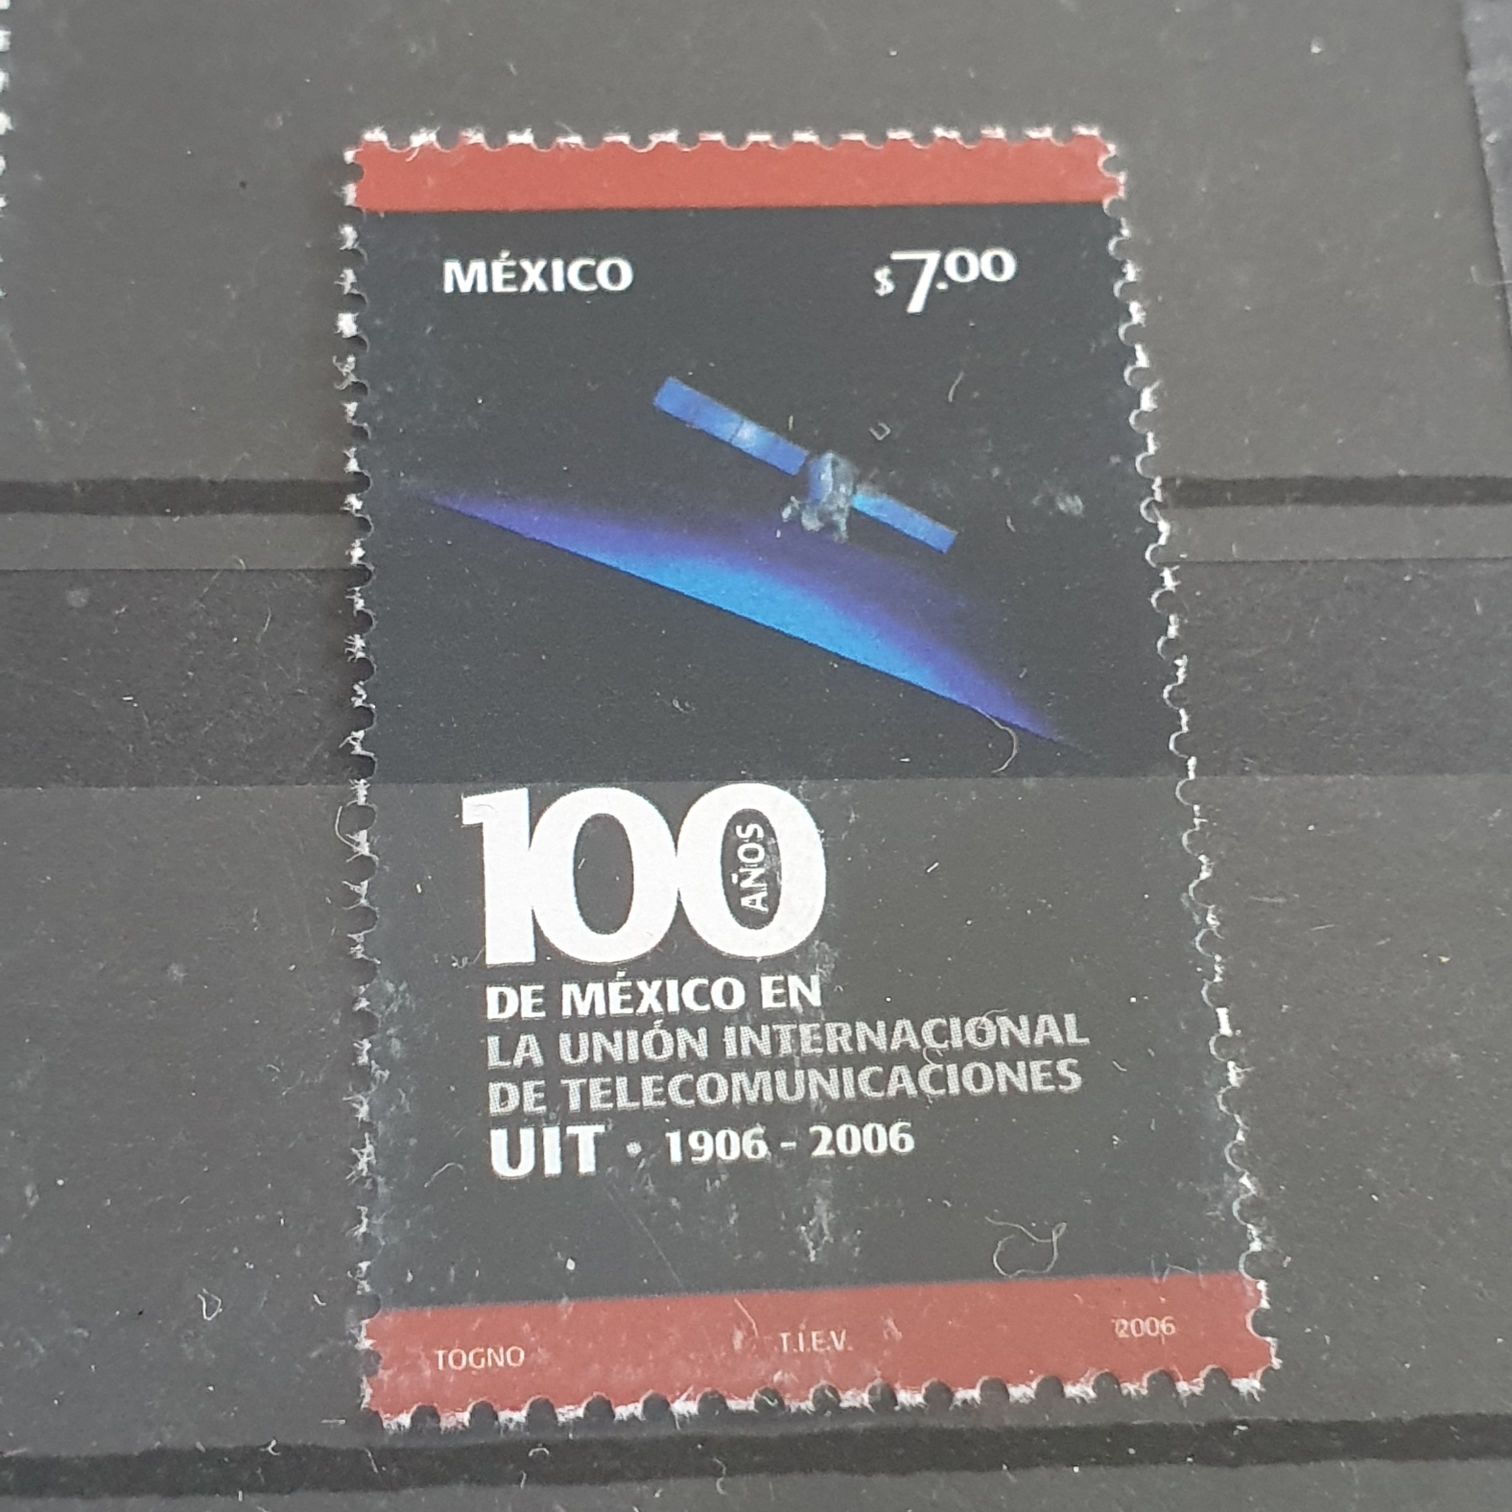 MÉXICO $7.00
100
AÑOS
DE MÉXICO EN
LA UNIÓN INTERNACIONAL
DE TELECOMUNICACIONES
UIT • 1906 - 2006
TOGNO T.I.E.V. 2006